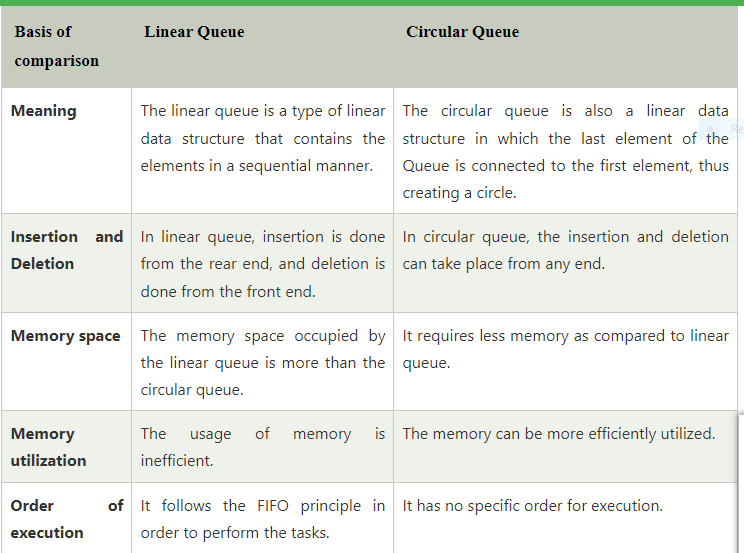 Basis of
comparison
Linear Queue
Circular Queue
Meaning
The linear queue is a type of linear
data structure that contains the
elements in a sequential manner.
The circular queue is also a linear data
structure in which the last element of the
Queue is connected to the first element, thus
creating a circle.
Insertion and
Deletion
In linear queue, insertion is done
from the rear end, and deletion is
done from the front end.
In circular queue, the insertion and deletion
can take place from any end.
Memory space
The memory space occupied by
the linear queue is more than the
circular queue.
It requires less memory as compared to linear
queue.
Memory
utilization
The usage of memory is
inefficient.
The memory can be more efficiently utilized.
Order of
execution
It follows the FIFO principle in
order to perform the tasks.
It has no specific order for execution.